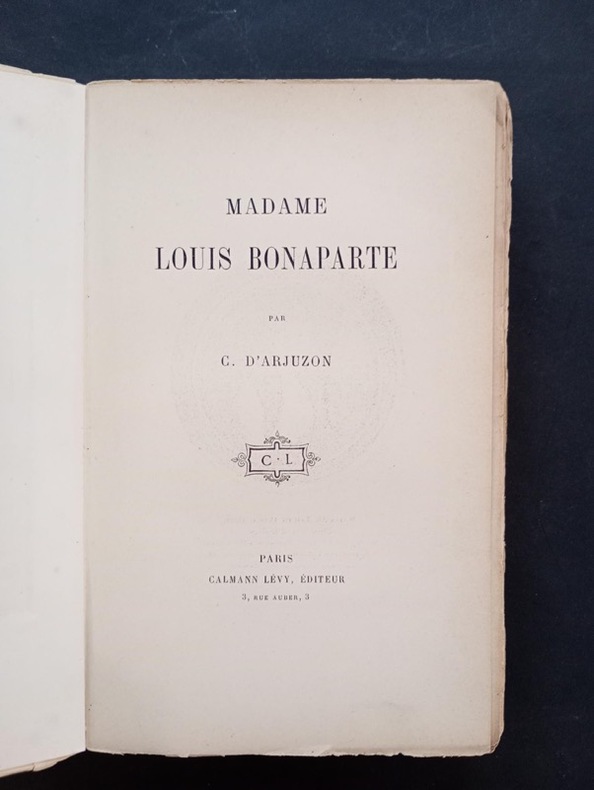 MADAME
LOUIS BONAPARTE
PAR
C. D'ARJUZON
C·L
PARIS
CALMANN LÉVY, ÉDITEUR
3, RUE AUBER, 3